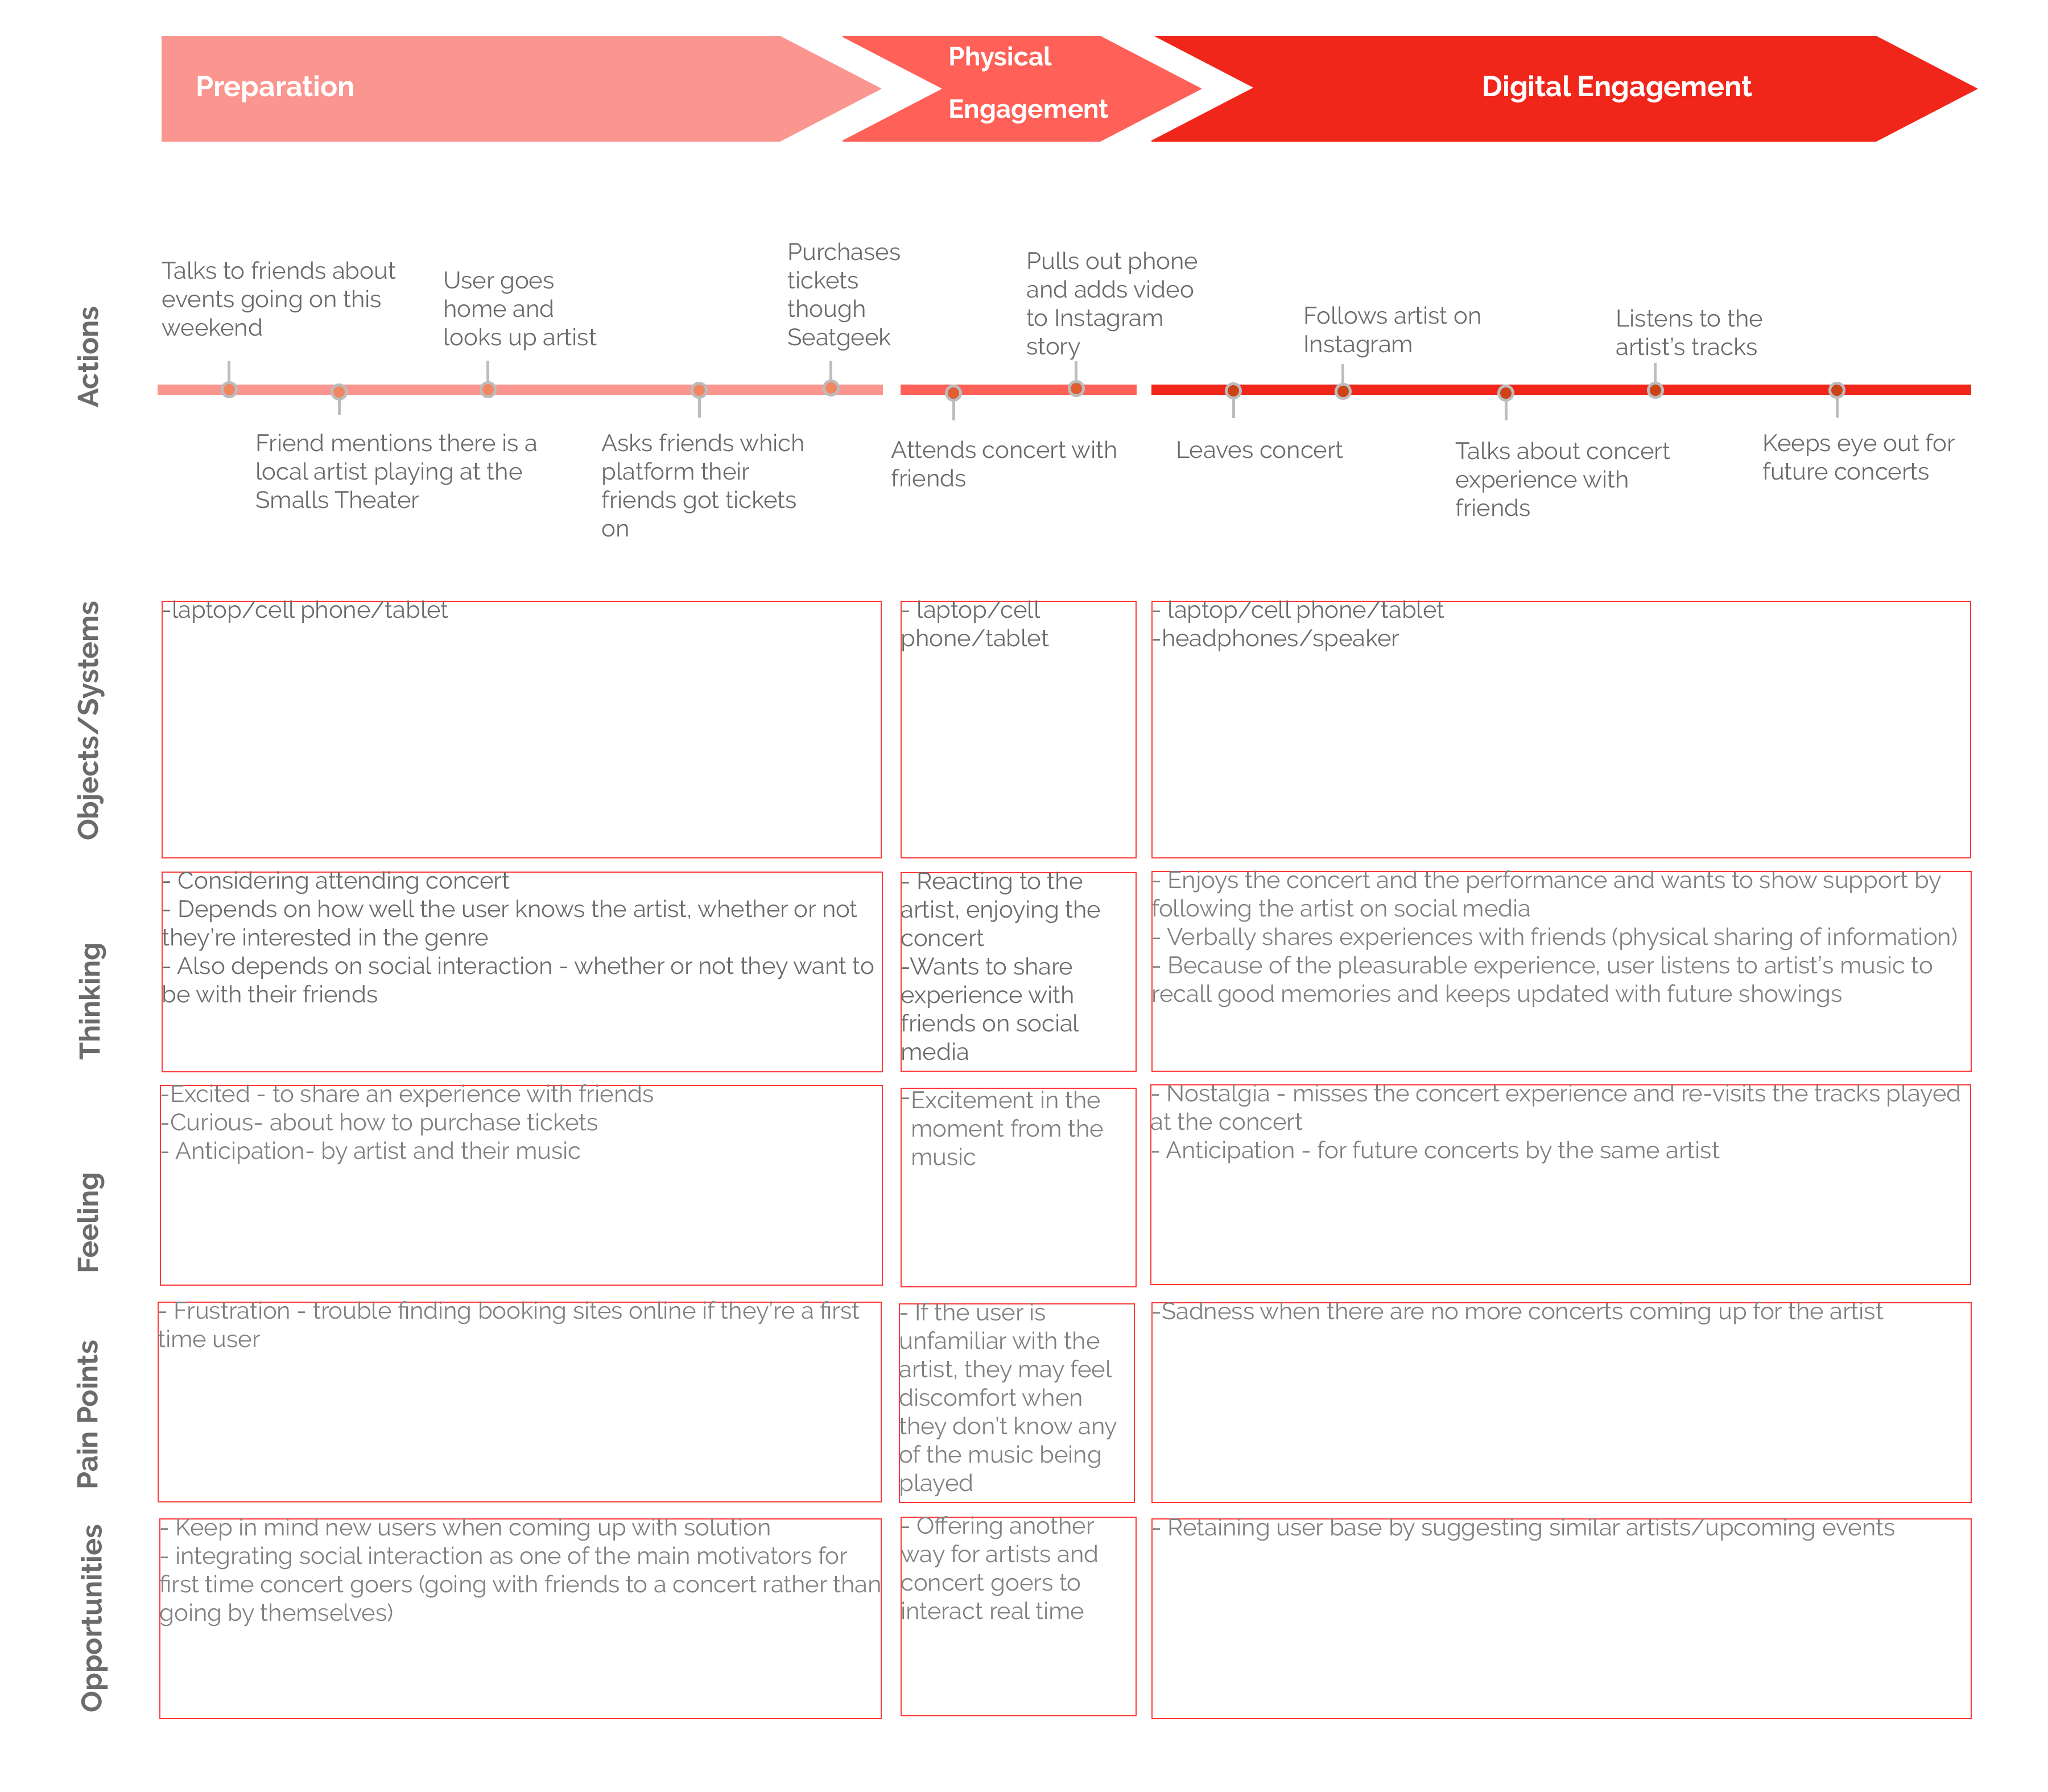 Preparation
Physical
Engagement
Digital Engagement
Actions
Talks to friends about
events going on this
weekend
Friend mentions there is a
local artist playing at the
Smalls Theater
User goes
home and
looks up artist
Asks friends which
platform their
friends got tickets
on
Purchases
tickets
though
Seatgeek
Attends concert with
friends
Pulls out phone
and adds video
to Instagram
story
Leaves concert
Follows artist on
Instagram
Talks about concert
experience with
friends
Listens to the
artist's tracks
Keeps eye out for
future concerts
Objects/Systems
-laptop/cell phone/tablet
- laptop/cell
phone/tablet
- laptop/cell phone/tablet
-headphones/speaker
Thinking
- Considering attending concert
- Depends on how well the user knows the artist, whether or not
they're interested in the genre
- Also depends on social interaction - whether or not they want to
be with their friends
- Reacting to the
artist, enjoying the
concert
-Wants to share
experience with
friends on social
media
- Enjoys the concert and the performance and wants to show support by
following the artist on social media
- Verbally shares experiences with friends (physical sharing of information)
- Because of the pleasurable experience, user listens to artist's music to
recall good memories and keeps updated with future showings
Feeling
-Excited - to share an experience with friends
-Curious- about how to purchase tickets
- Anticipation- by artist and their music
-Excitement in the
moment from the
music
- Nostalgia - misses the concert experience and re-visits the tracks played
at the concert
- Anticipation - for future concerts by the same artist
Pain Points
- Frustration - trouble finding booking sites online if they're a first
time user
- If the user is
unfamiliar with the
artist, they may feel
discomfort when
they don't know any
of the music being
played
-Sadness when there are no more concerts coming up for the artist
Opportunities
- Keep in mind new users when coming up with solution
- integrating social interaction as one of the main motivators for
first time concert goers (going with friends to a concert rather than
going by themselves)
- Offering another
way for artists and
concert goers to
interact real time
- Retaining user base by suggesting similar artists/upcoming events